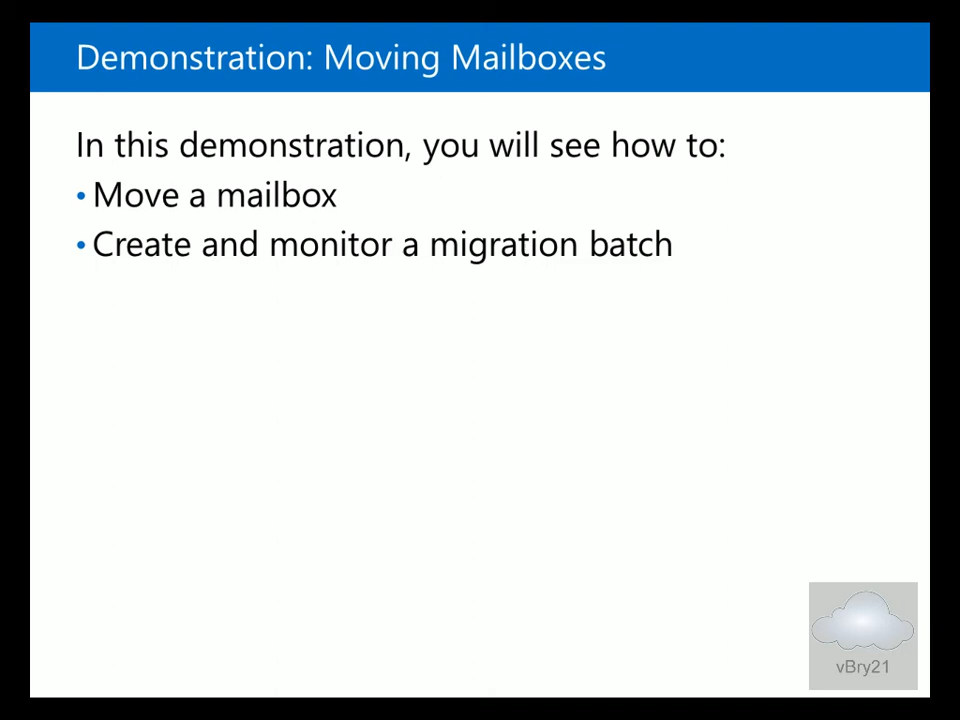 Demonstration: Moving Mailboxes
In this demonstration, you will see how to:
• Move a mailbox
• Create and monitor a migration batch
vBry21